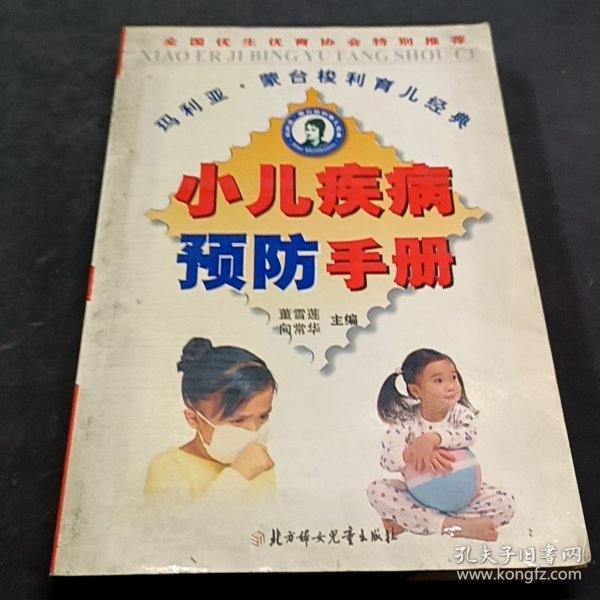 全国优生优育协会特别推荐
XIAO ER JI BING YU FANG SHOU CE
玛利亚·蒙台梭利育儿经典
小儿疾病
预防手册
董雪莲
向常华 主编
北方妇女儿童出版社
孔夫子旧书网
www.kongfz.com